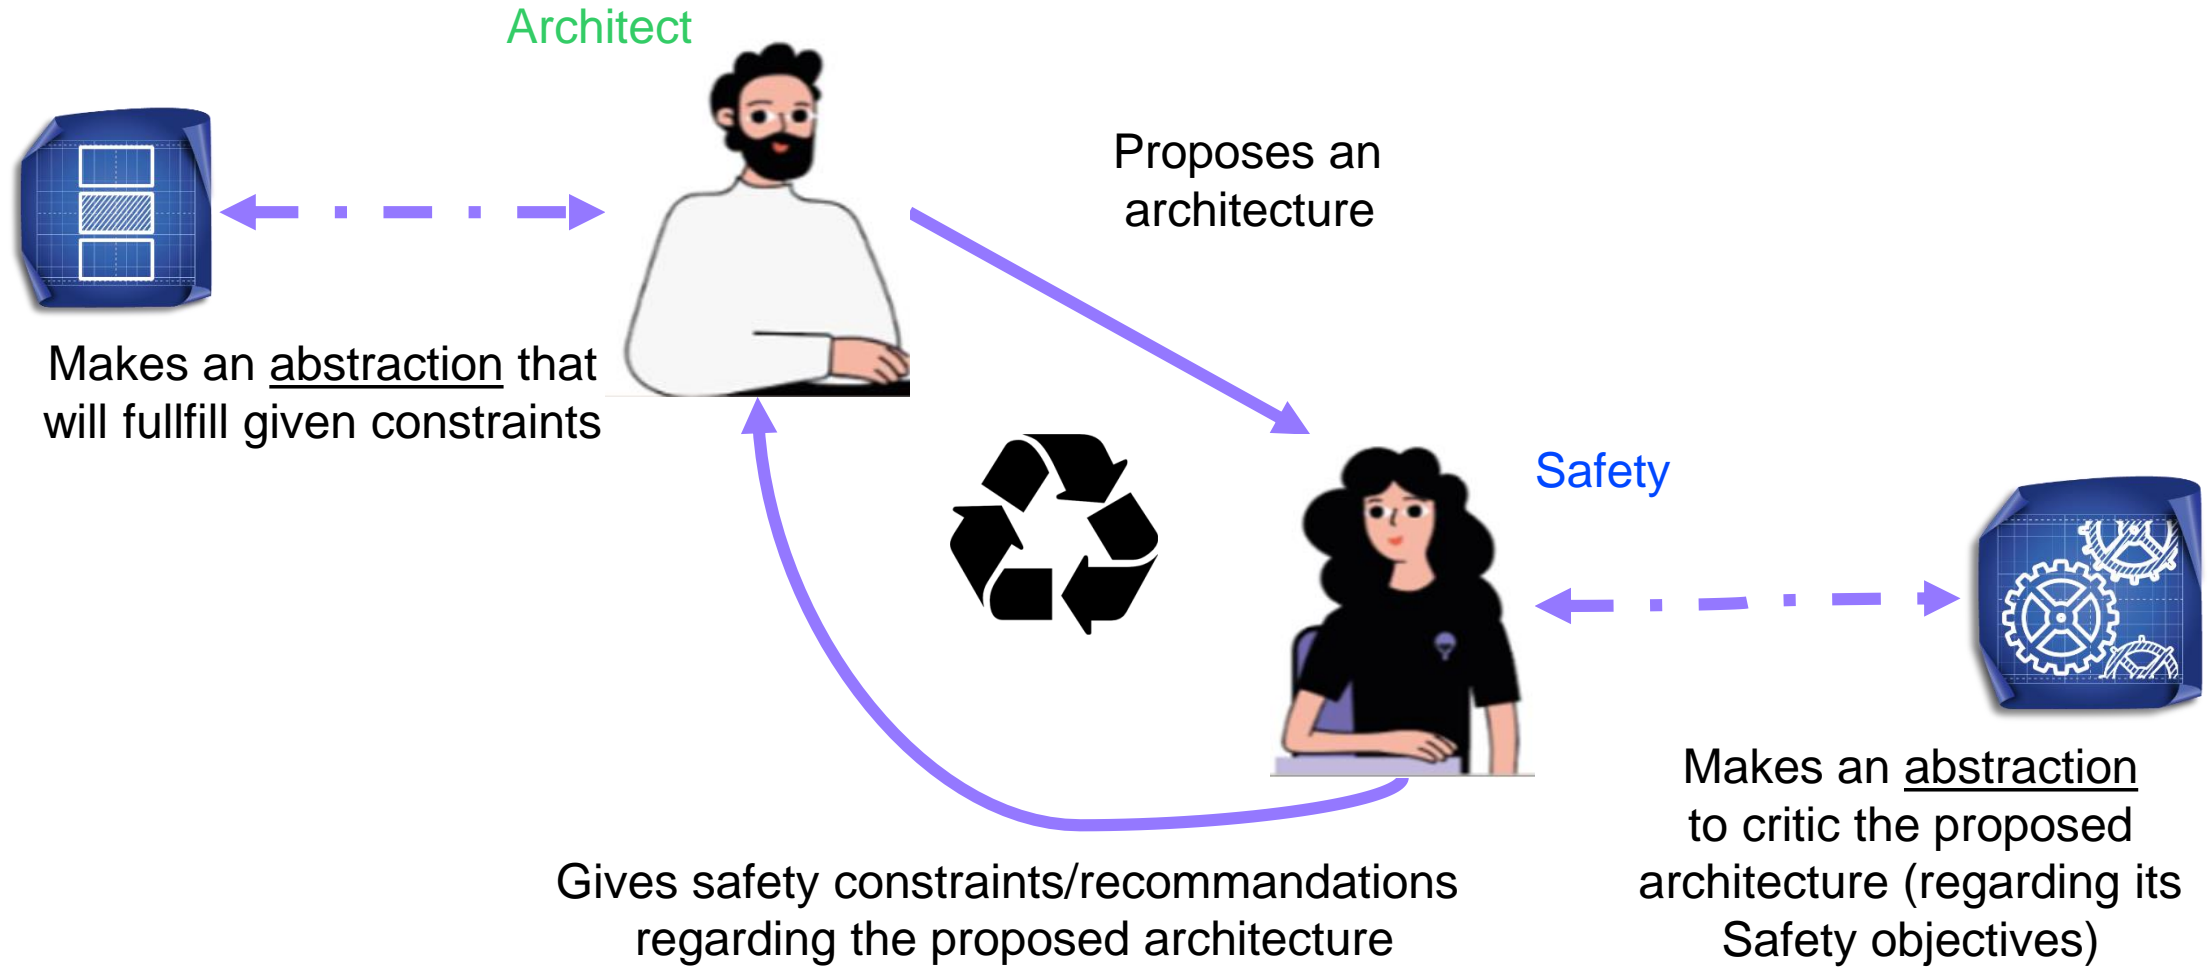 Architect
Proposes an
architecture
Makes an abstraction that
will fullfill given constraints
Safety
Makes an abstraction
to critic the proposed
architecture (regarding its
Safety objectives)
Gives safety constraints/recommandations
regarding the proposed architecture